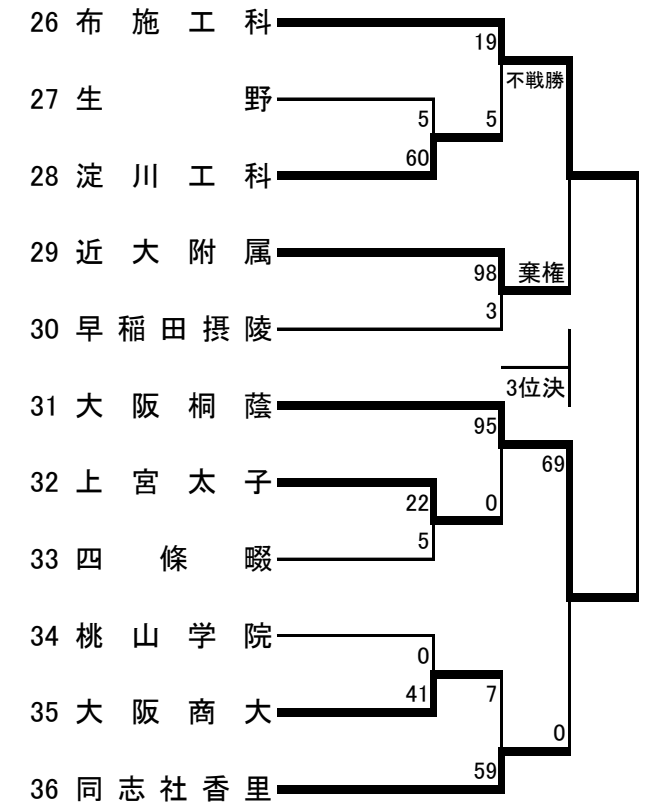 26 布施工科
19
不戦勝
27 生野
5
5
60
28 淀川工科
29 近大附属
98
棄権
3
30 早稲田摂陵
3位決
31 大阪桐蔭
95
69
32 上宮太子
22
0
5
33 四條畷
34 桃山学院
0
41
7
35 大阪商大
0
59
36 同志社香里